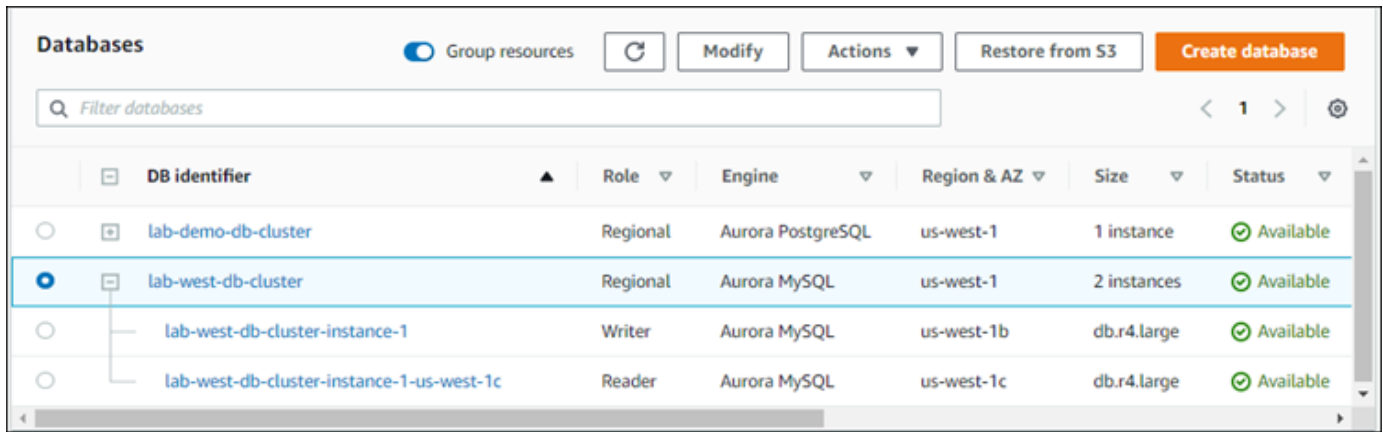 Databases Group resources Modify Actions Restore from S3 Create database
Filter databases 1
DB identifier Role Engine Region & AZ Size Status
lab-demo-db-cluster Regional Aurora PostgreSQL us-west-1 1 instance Available
lab-west-db-cluster Regional Aurora MySQL us-west-1 2 instances Available
lab-west-db-cluster-instance-1 Writer Aurora MySQL us-west-1b db.r4.large Available
lab-west-db-cluster-instance-1-us-west-1c Reader Aurora MySQL us-west-1c db.r4.large Available